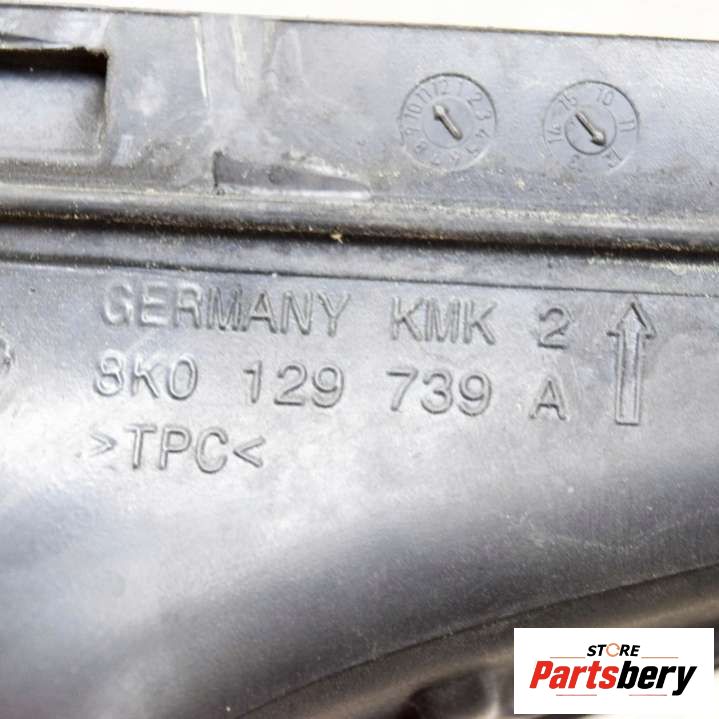 GERMANY KMK 2
8K0 129 739 A
>TPC<
STORE
Partsbery